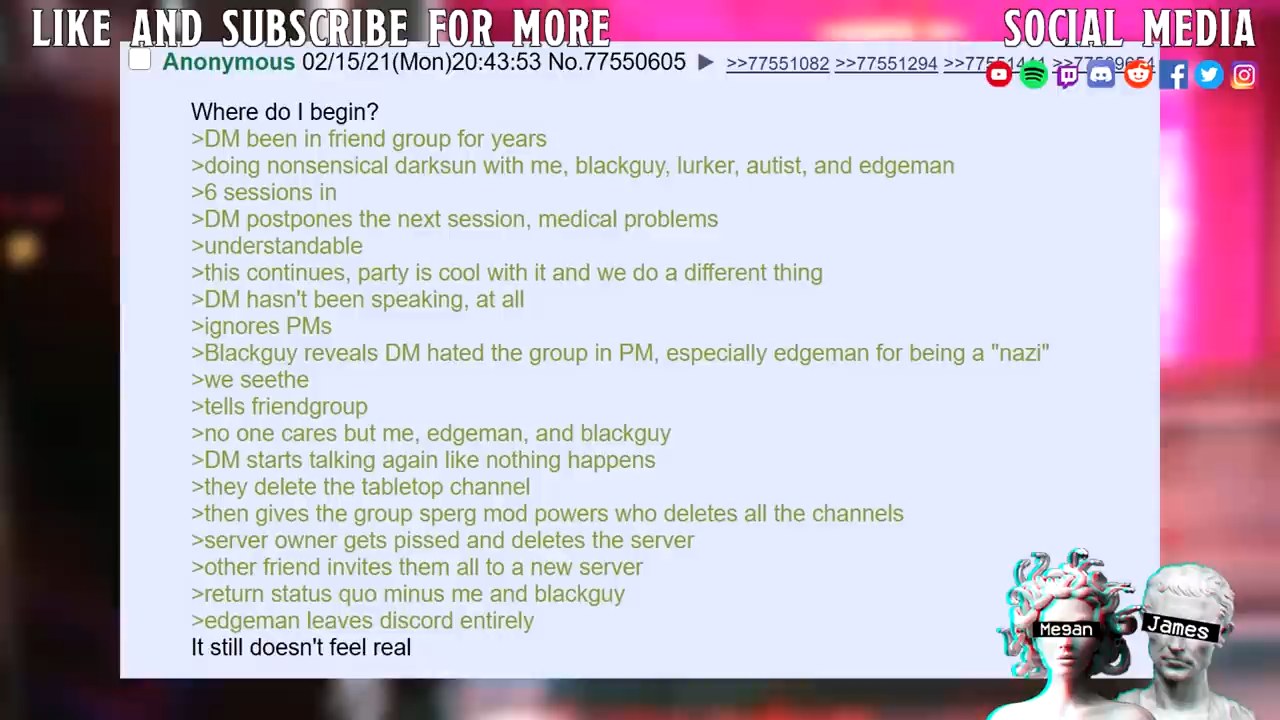 LIKE AND SUBSCRIBE FOR MORE
SOCIAL MEDIA
Anonymous 02/15/21(Mon)20:43:53 No.77550605 ▶ >>77551082 >>77551294
Where do I begin?
>DM been in friend group for years
>doing nonsensical darksun with me, blackguy, lurker, autist, and edgeman
>6 sessions in
>DM postpones the next session, medical problems
>understandable
>this continues, party is cool with it and we do a different thing
>DM hasn't been speaking, at all
>ignores PMs
>Blackguy reveals DM hated the group in PM, especially edgeman for being a "nazi"
>we seethe
>tells friendgroup
>no one cares but me, edgeman, and blackguy
>DM starts talking again like nothing happens
>they delete the tabletop channel
>then gives the group sperg mod powers who deletes all the channels
>server owner gets pissed and deletes the server
>other friend invites them all to a new server
>return status quo minus me and blackguy
>edgeman leaves discord entirely
It still doesn't feel real
Megan
James